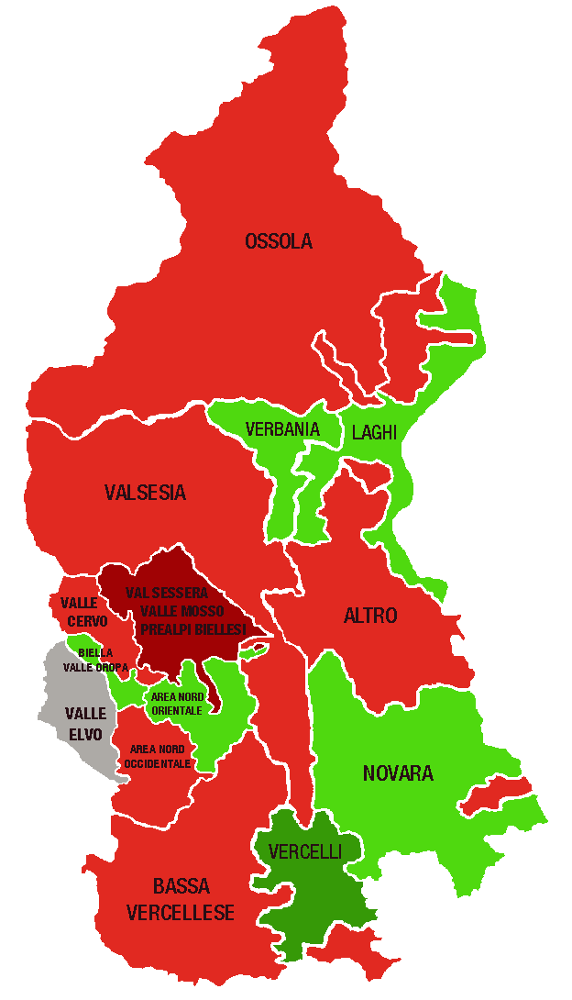 OSSOLA
VERBANIA
LAGHI
VALSESIA
VAL SESSERA
VALLE MOSSO
PREALPI BIELLESI
VALLE
CERVO
ALTRO
BIELLA
VALLE OROPA
AREA NORD
ORIENTALE
VALLE
ELVO
AREA NORD
OCCIDENTALE
NOVARA
VERCELLI
BASSA
VERCELLESE